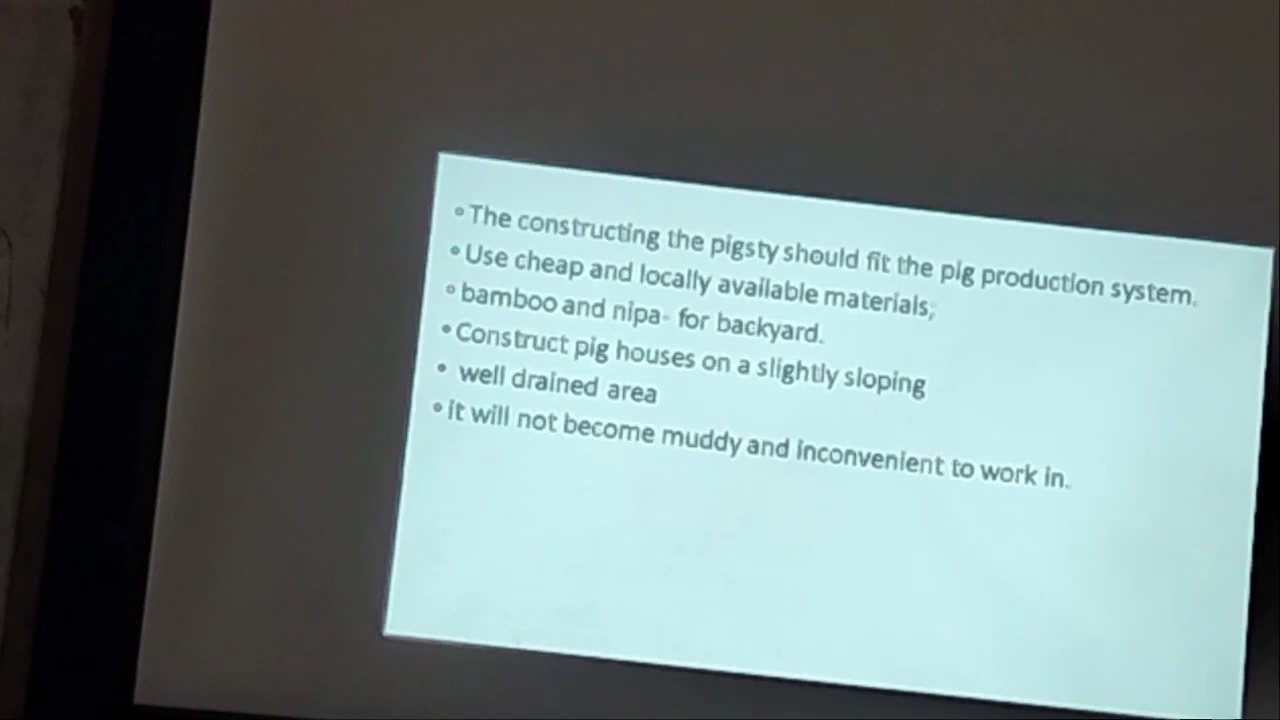 • The constructing the pigsty should fit the pig production system.
• Use cheap and locally available materials;
• bamboo and nipa- for backyard.
• Construct pig houses on a slightly sloping
• well drained area
• it will not become muddy and inconvenient to work in.